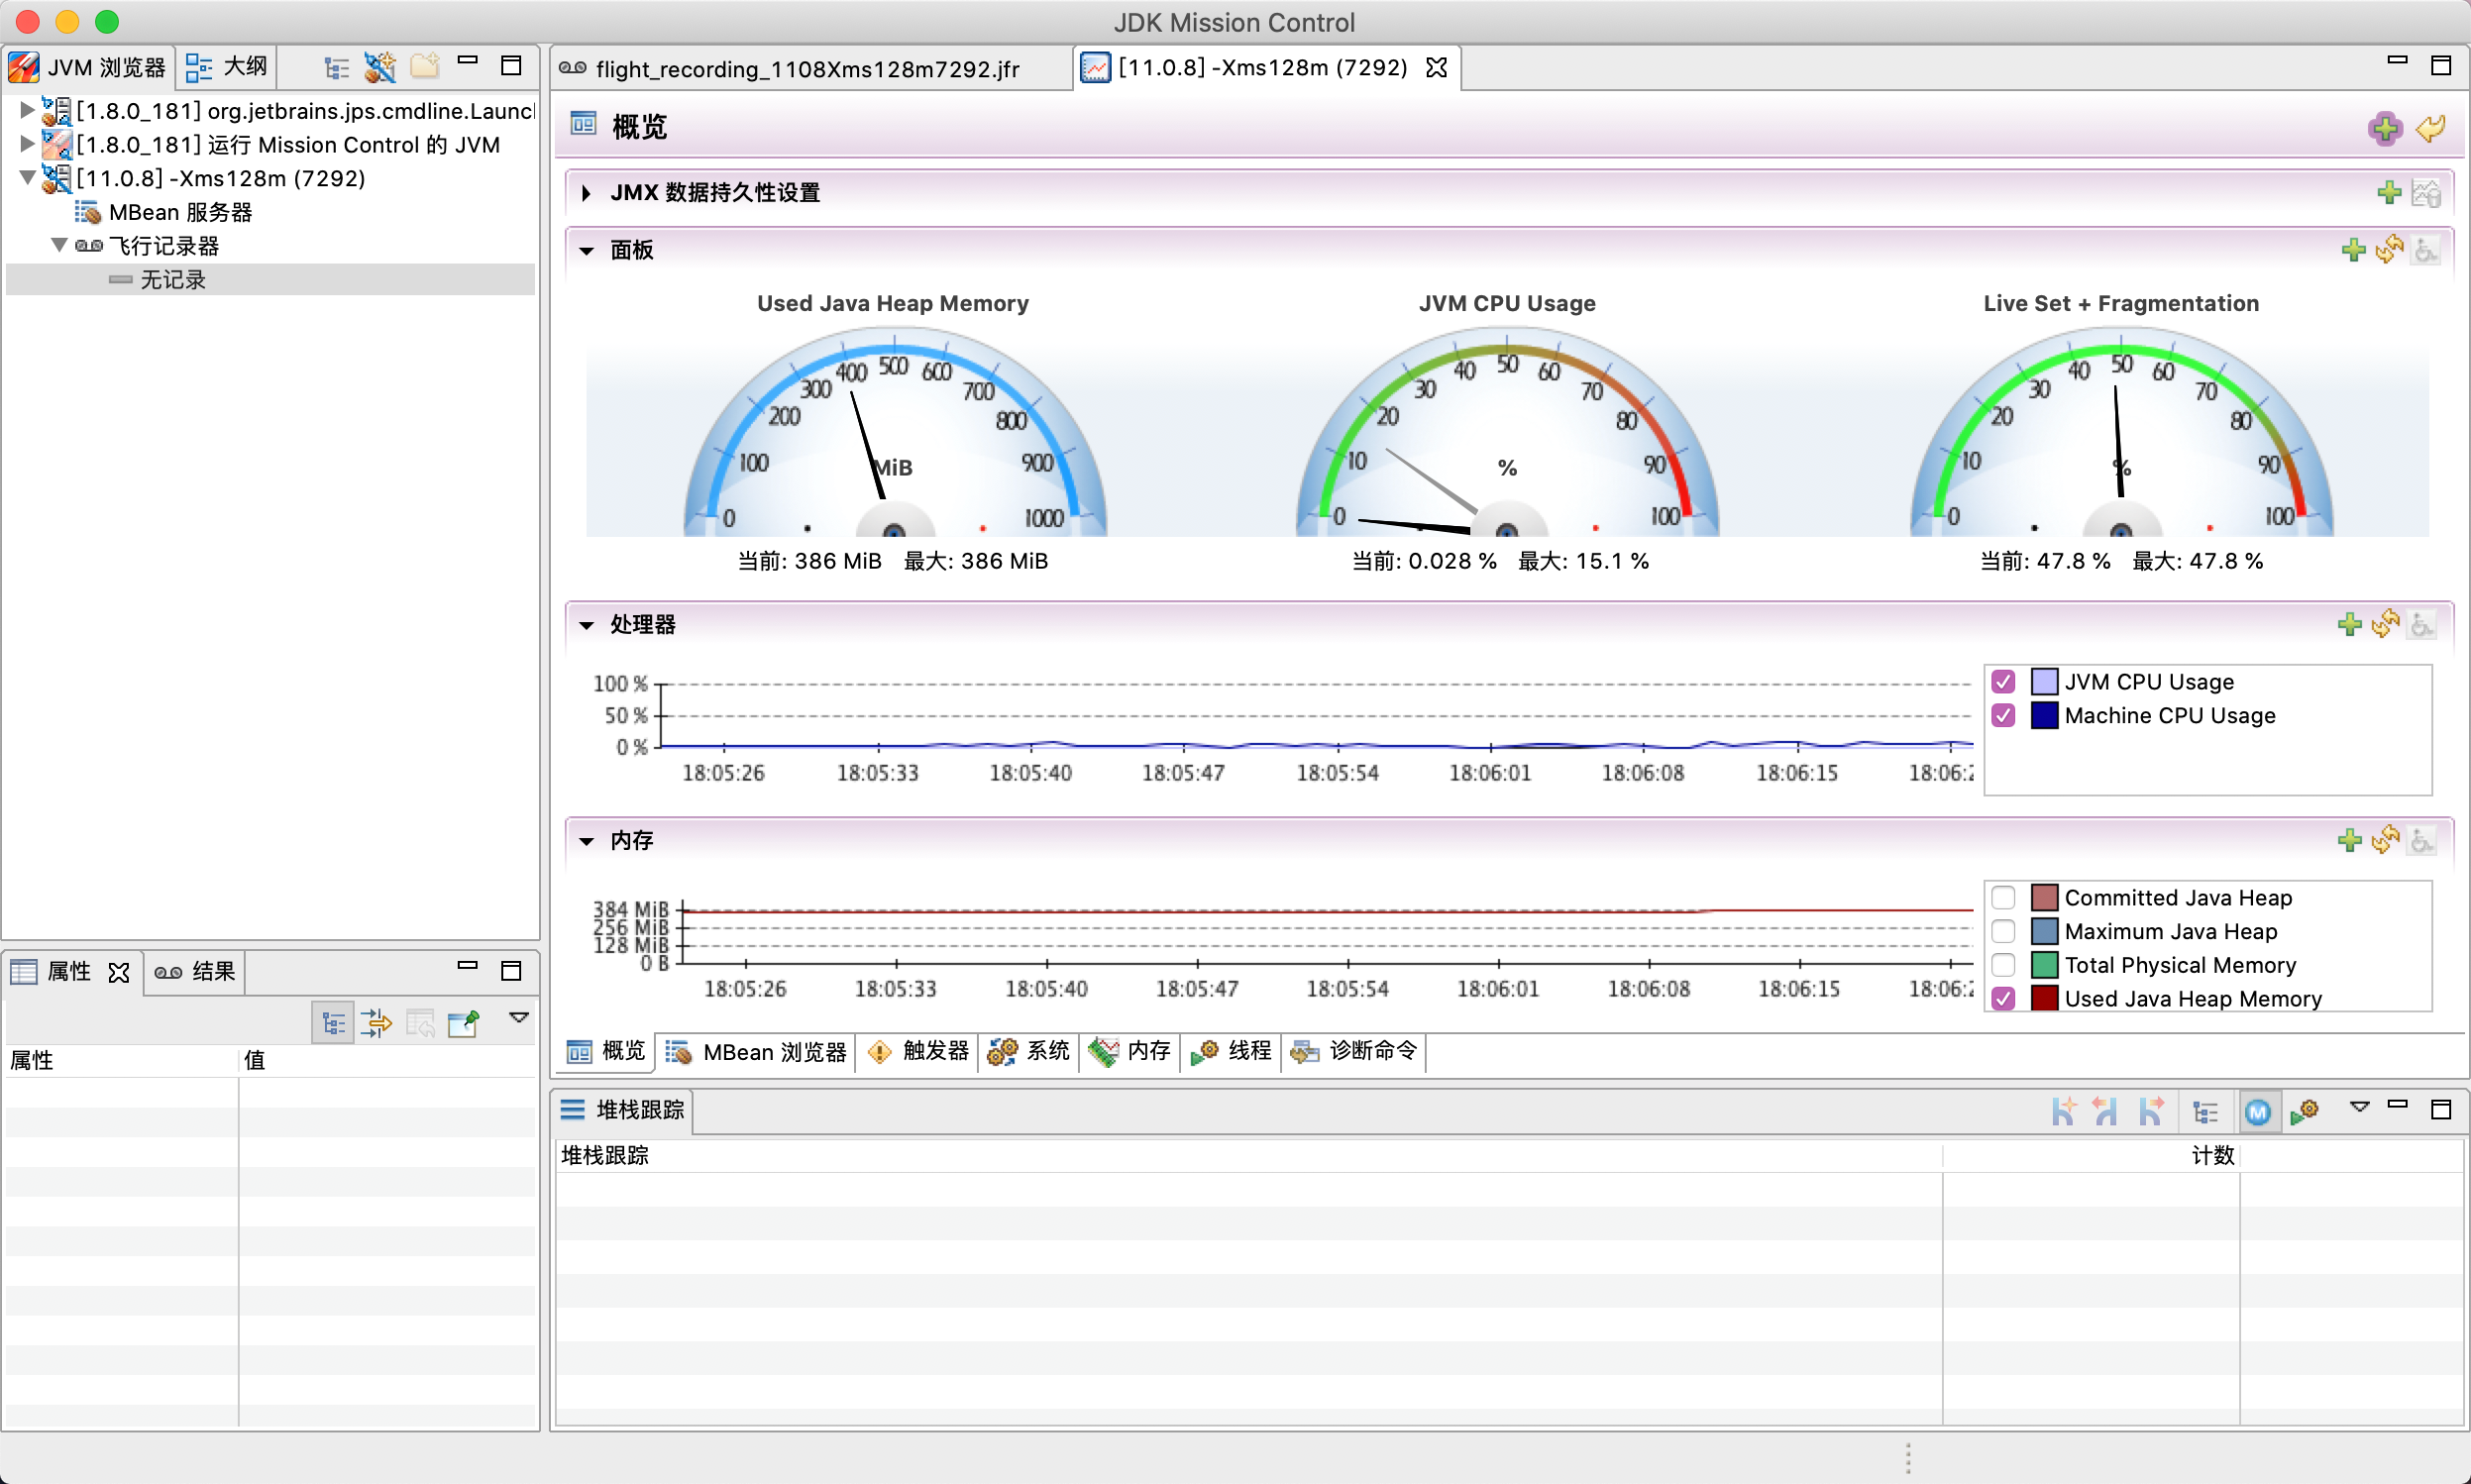 JDK Mission Control
JVM 浏览器
大纲
[1.8.0_181] org.jetbrains.jps.cmdline.Launcl
[1.8.0_181] 运行 Mission Control 的 JVM
[11.0.8] -Xms128m (7292)
MBean 服务器
飞行记录器
无记录
属性
结果
属性 值
flight_recording_1108Xms128m7292.jfr
[11.0.8] -Xms128m (7292)
概览
JMX 数据持久性设置
面板
Used Java Heap Memory
0 100 200 300 400 500 600 700 800 900 1000
MiB
当前: 386 MiB 最大: 386 MiB
JVM CPU Usage
0 10 20 30 40 50 60 70 80 90 100
%
当前: 0.028 % 最大: 15.1 %
Live Set + Fragmentation
0 10 20 30 40 50 60 70 80 90 100
%
当前: 47.8 % 最大: 47.8 %
处理器
100 %
50 %
0 %
18:05:26 18:05:33 18:05:40 18:05:47 18:05:54 18:06:01 18:06:08 18:06:15 18:06:2
JVM CPU Usage
Machine CPU Usage
内存
384 MiB
256 MiB
128 MiB
0 B
18:05:26 18:05:33 18:05:40 18:05:47 18:05:54 18:06:01 18:06:08 18:06:15 18:06:2
Committed Java Heap
Maximum Java Heap
Total Physical Memory
Used Java Heap Memory
概览 MBean 浏览器 触发器 系统 内存 线程 诊断命令
堆栈跟踪
堆栈跟踪 计数